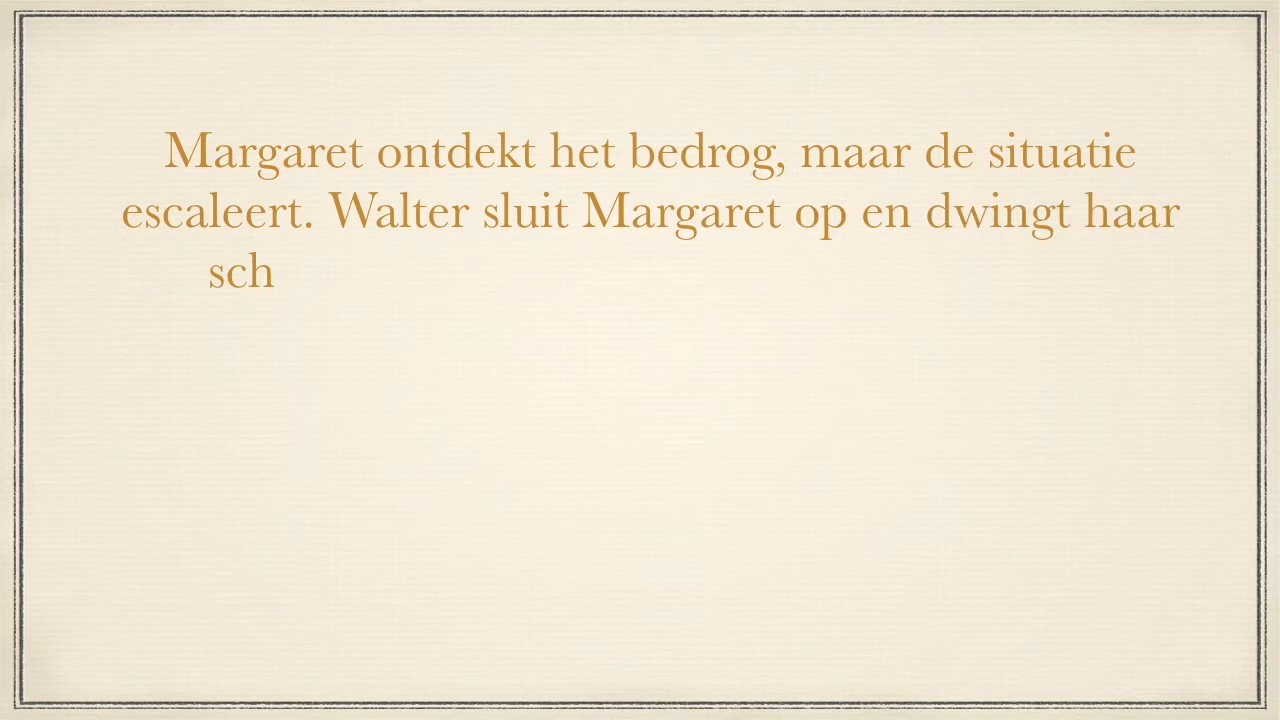 Margaret ontdekt het bedrog, maar de situatie
escaleert. Walter sluit Margaret op en dwingt haar
sch